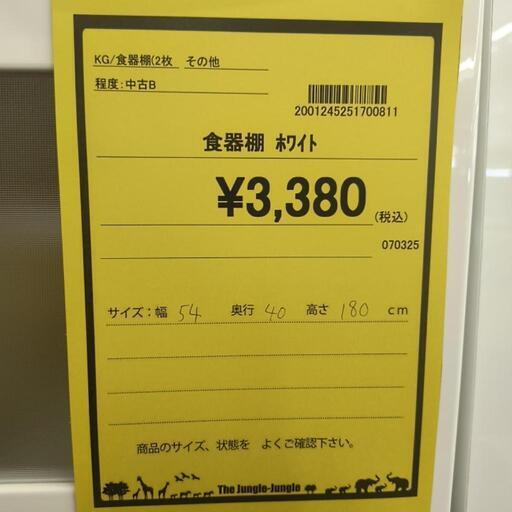 KG/食器棚(2枚 その他
程度:中古B
2001245251700811
食器棚 ﾎﾜｲﾄ
¥3,380(税込)
070325
サイズ:幅 54 奥行 40 高さ 180 cm
商品のサイズ、状態を よくご確認下さい。
The Jungle-Jungle